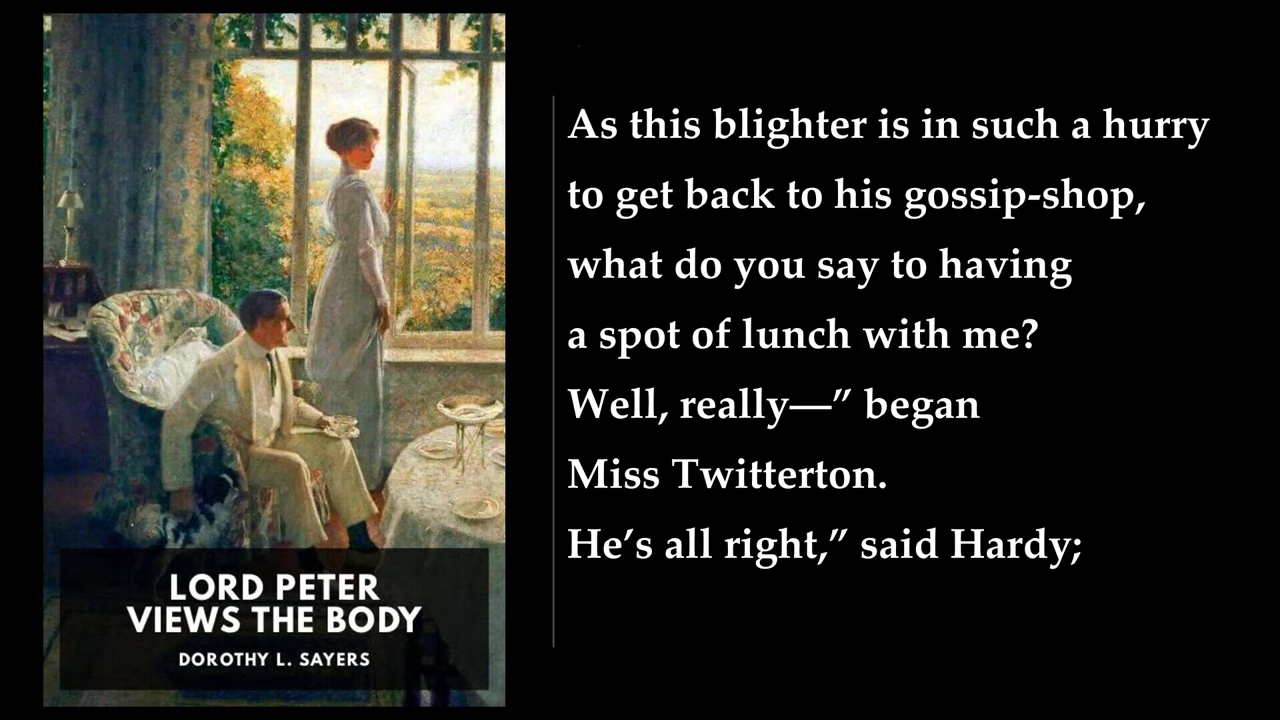 As this blighter is in such a hurry
to get back to his gossip-shop,
what do you say to having
a spot of lunch with me?
Well, really—” began
Miss Twitterton.
He’s all right,” said Hardy;
LORD PETER
VIEWS THE BODY
DOROTHY L. SAYERS